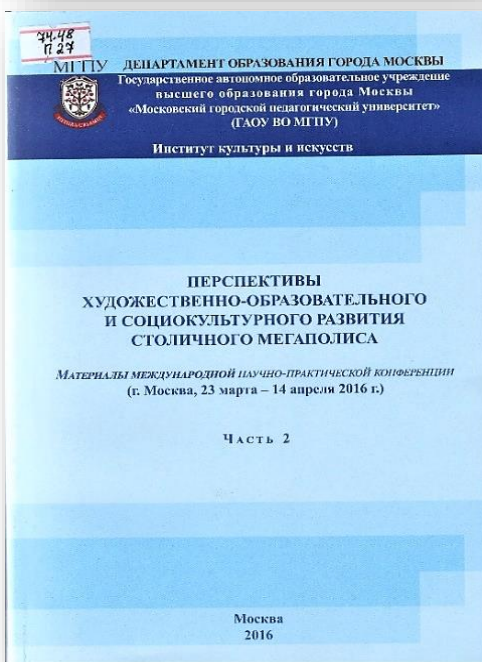 74.48
П 27
МГПУ
ДЕПАРТАМЕНТ ОБРАЗОВАНИЯ ГОРОДА МОСКВЫ
Государственное автономное образовательное учреждение
высшего образования города Москвы
«Московский городской педагогический университет»
(ГАОУ ВО МГПУ)
Институт культуры и искусств
ПЕРСПЕКТИВЫ
ХУДОЖЕСТВЕННО-ОБРАЗОВАТЕЛЬНОГО
И СОЦИОКУЛЬТУРНОГО РАЗВИТИЯ
СТОЛИЧНОГО МЕГАПОЛИСА
МАТЕРИАЛЫ МЕЖДУНАРОДНОЙ НАУЧНО-ПРАКТИЧЕСКОЙ КОНФЕРЕНЦИИ
(г. Москва, 23 марта – 14 апреля 2016 г.)
ЧАСТЬ 2
Москва
2016